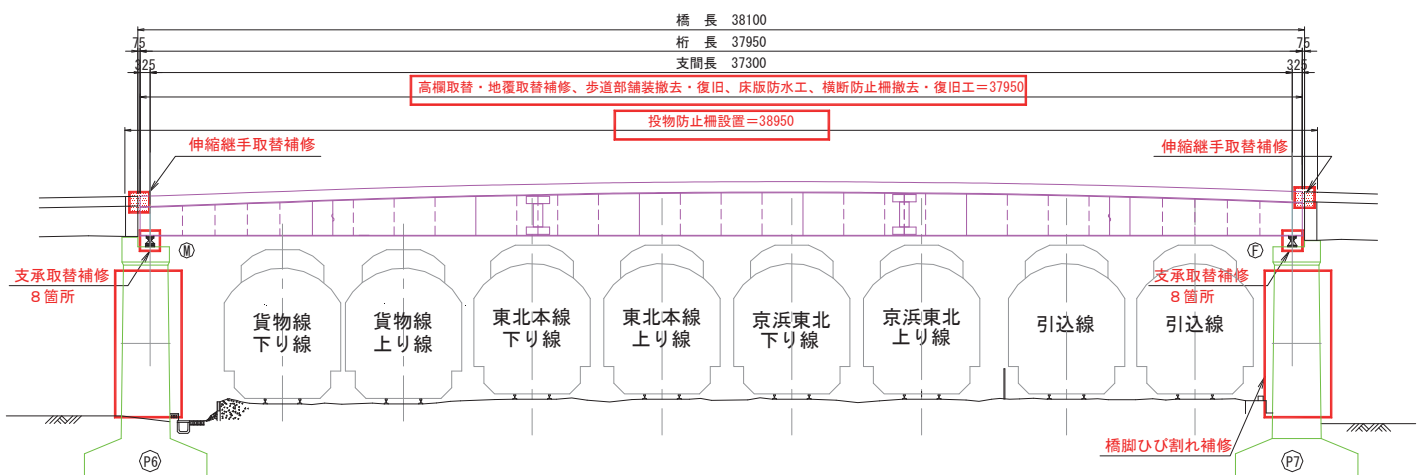 橋 長 38100
75
桁 長 37950
75
325
支間長 37300
325
高欄取替・地覆取替補修、歩道部舗装撤去・復旧、床版防水工、横断防止柵撤去・復旧工＝37950
投物防止柵設置＝38950
伸縮継手取替補修
伸縮継手取替補修
M
F
支承取替補修
８箇所
支承取替補修
８箇所
貨物線
下り線
貨物線
上り線
東北本線
下り線
東北本線
上り線
京浜東北
下り線
京浜東北
上り線
引込線
引込線
橋脚ひび割れ補修
P6
P7